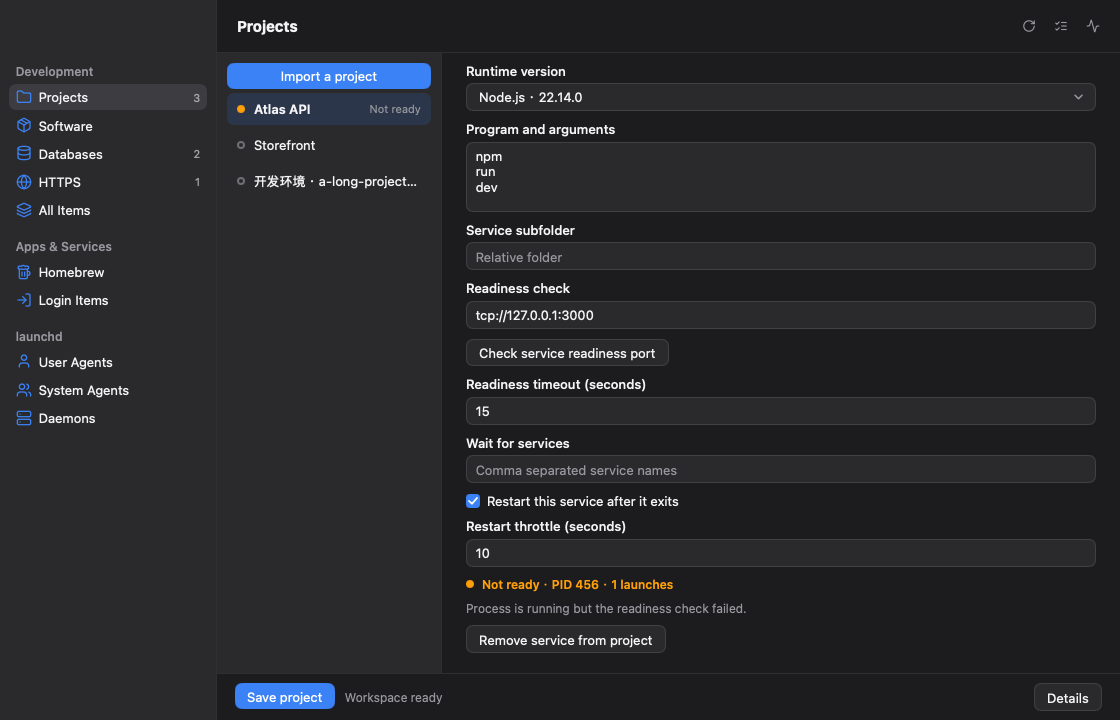 Projects
Development
Projects 3
Software
Databases 2
HTTPS 1
All Items
Apps & Services
Homebrew
Login Items
launchd
User Agents
System Agents
Daemons
Import a project
Atlas API Not ready
Storefront
开发环境 · a-long-project...
Runtime version
Node.js · 22.14.0
Program and arguments
npm
run
dev
Service subfolder
Relative folder
Readiness check
tcp://127.0.0.1:3000
Check service readiness port
Readiness timeout (seconds)
15
Wait for services
Comma separated service names
Restart this service after it exits
Restart throttle (seconds)
10
Not ready · PID 456 · 1 launches
Process is running but the readiness check failed.
Remove service from project
Save project Workspace ready Details